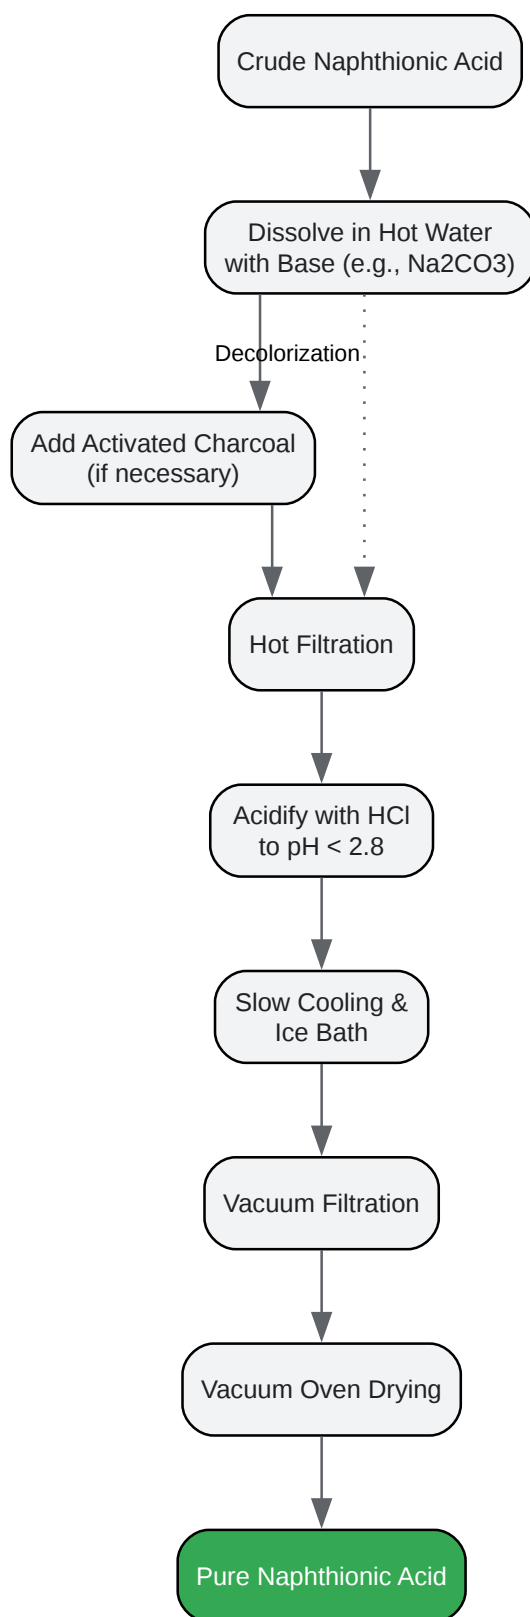 Crude Naphthionic Acid
Dissolve in Hot Water
with Base (e.g., Na2CO3)
Decolorization
Add Activated Charcoal
(if necessary)
Hot Filtration
Acidify with HCl
to pH < 2.8
Slow Cooling &
Ice Bath
Vacuum Filtration
Vacuum Oven Drying
Pure Naphthionic Acid